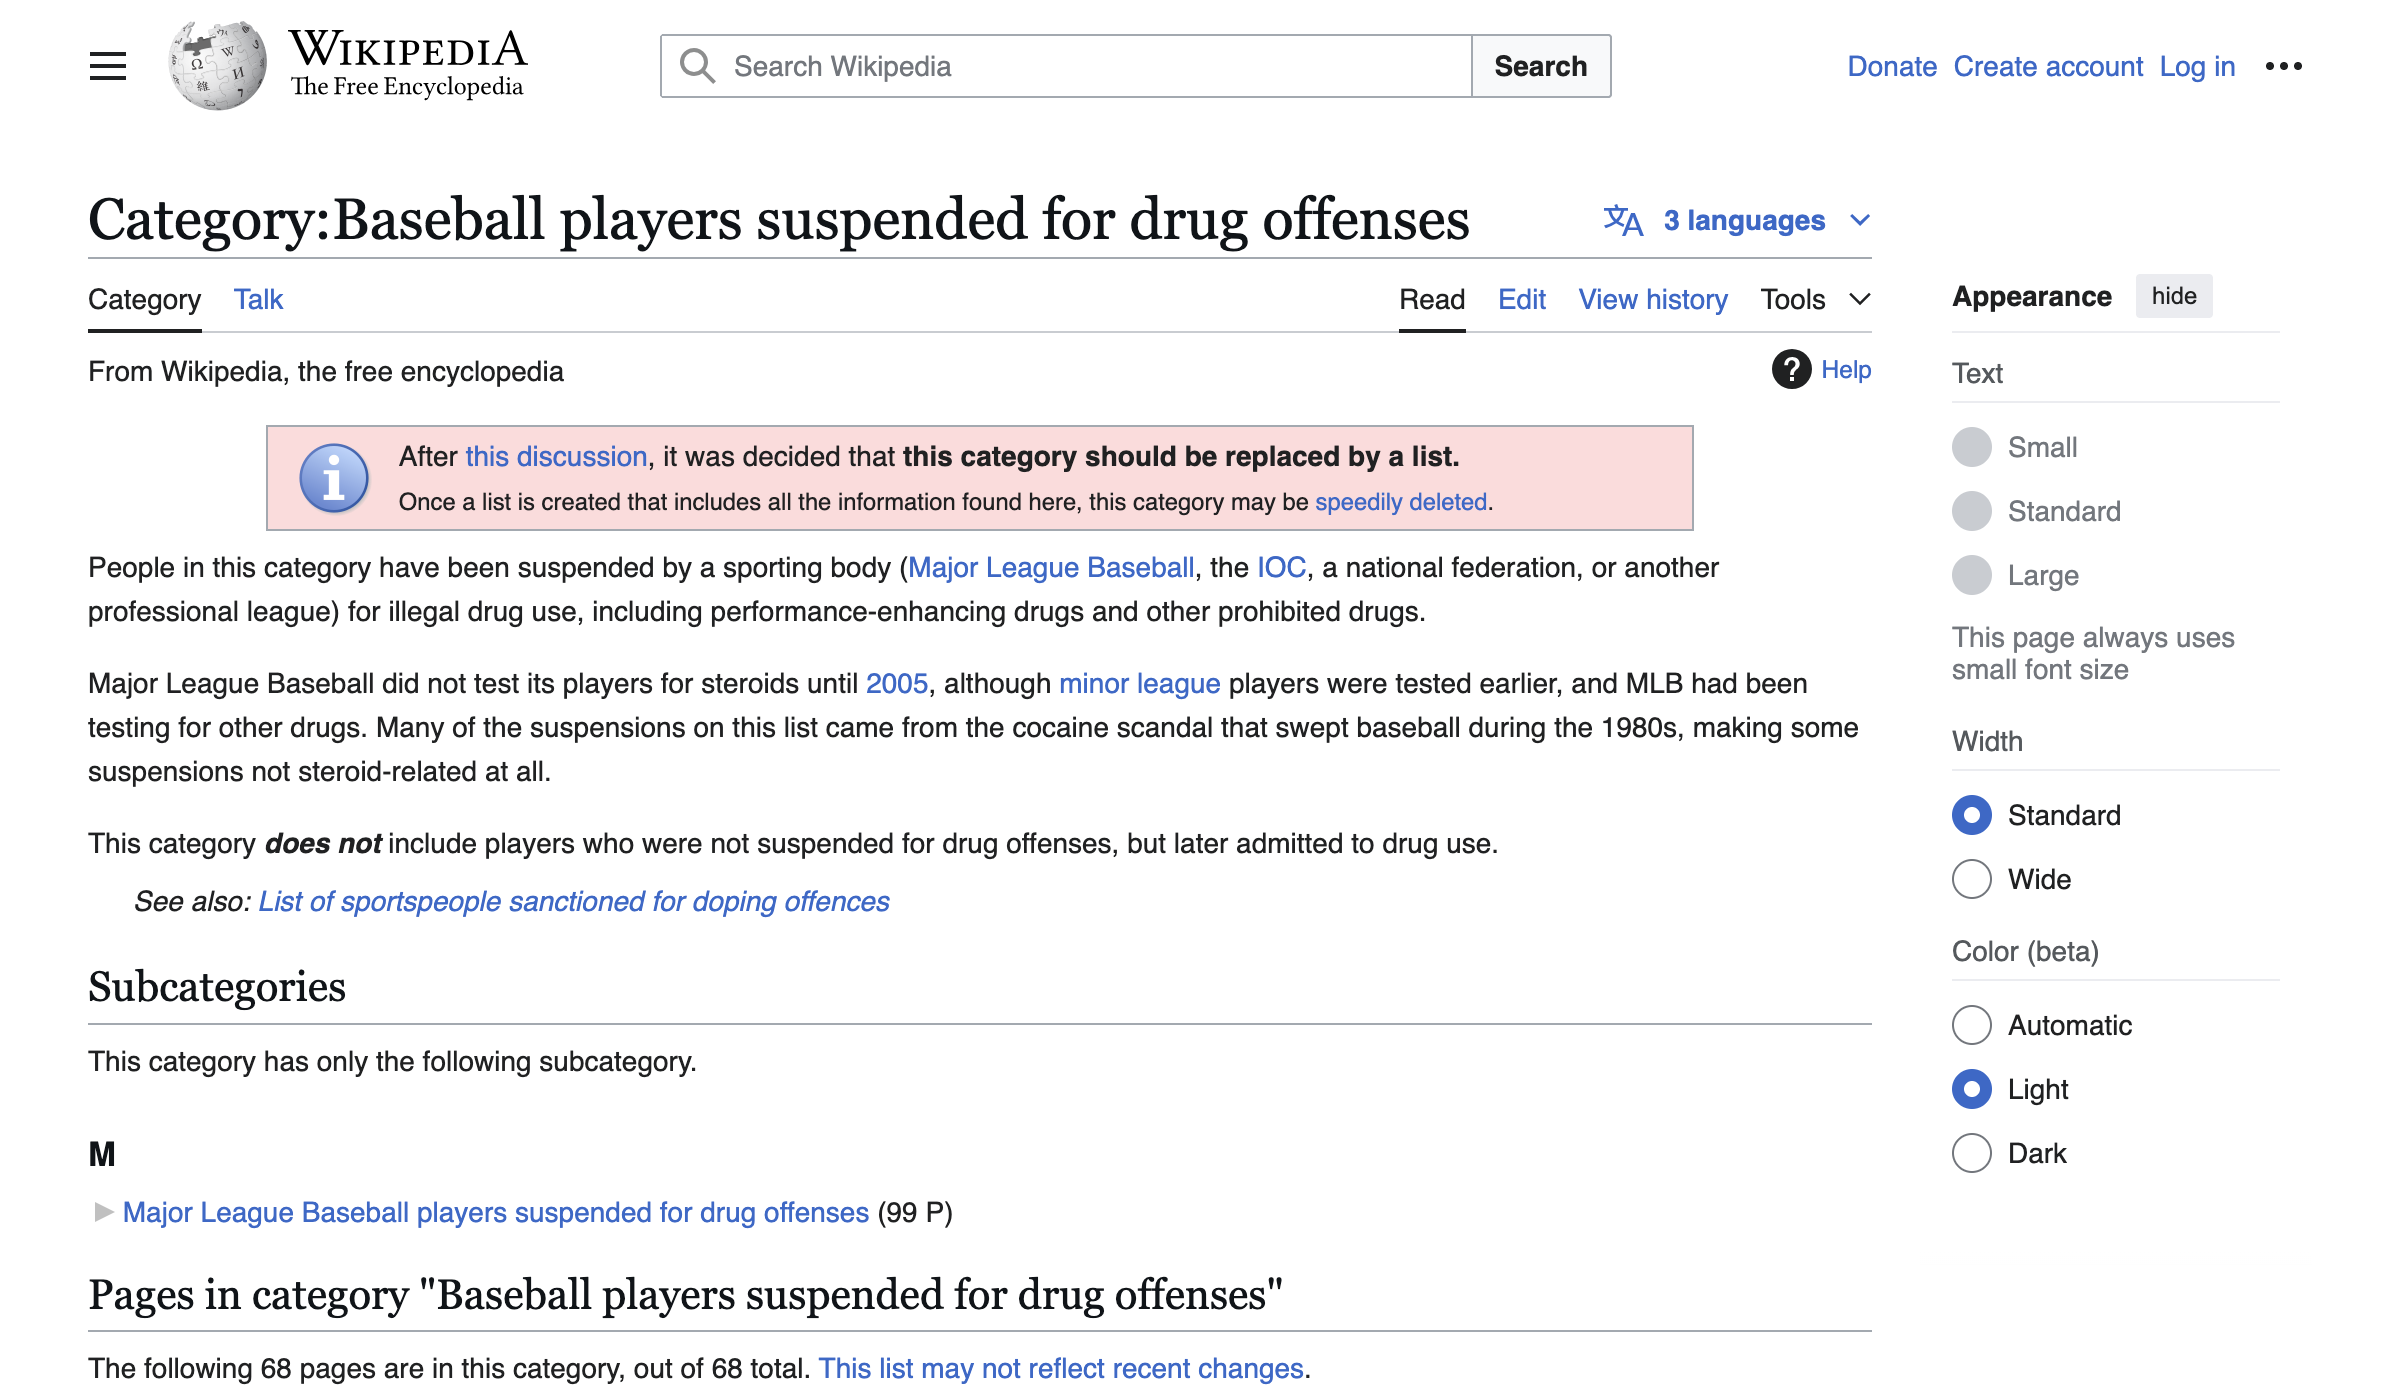 WIKIPEDIA
The Free Encyclopedia
Search Wikipedia
Search
Donate Create account Log in
Category:Baseball players suspended for drug offenses
3 languages
Category Talk
Read Edit View history Tools
From Wikipedia, the free encyclopedia
Help
After this discussion, it was decided that this category should be replaced by a list.
Once a list is created that includes all the information found here, this category may be speedily deleted.
People in this category have been suspended by a sporting body (Major League Baseball, the IOC, a national federation, or another
professional league) for illegal drug use, including performance-enhancing drugs and other prohibited drugs.
Major League Baseball did not test its players for steroids until 2005, although minor league players were tested earlier, and MLB had been
testing for other drugs. Many of the suspensions on this list came from the cocaine scandal that swept baseball during the 1980s, making some
suspensions not steroid-related at all.
This category does not include players who were not suspended for drug offenses, but later admitted to drug use.
See also: List of sportspeople sanctioned for doping offences
Subcategories
This category has only the following subcategory.
M
Major League Baseball players suspended for drug offenses (99 P)
Pages in category "Baseball players suspended for drug offenses"
The following 68 pages are in this category, out of 68 total. This list may not reflect recent changes.
Appearance hide
Text
Small
Standard
Large
This page always uses
small font size
Width
Standard
Wide
Color (beta)
Automatic
Light
Dark